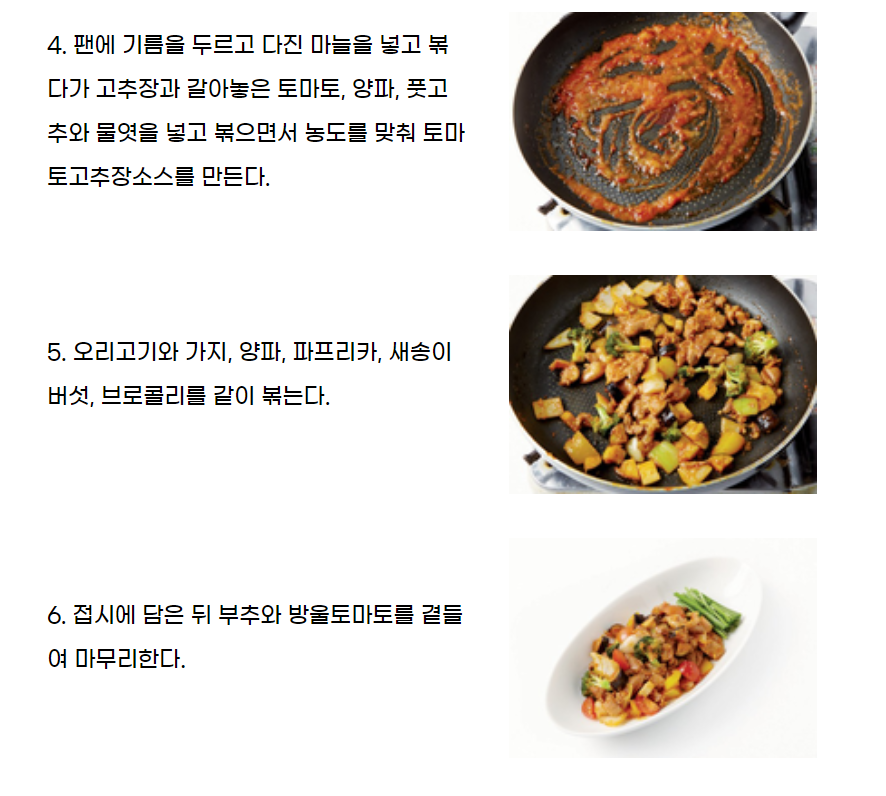 4. 팬에 기름을 두르고 다진 마늘을 넣고 볶
다가 고추장과 갈아놓은 토마토, 양파, 풋고
추와 물엿을 넣고 볶으면서 농도를 맞춰 토마
토고추장소스를 만든다.
5. 오리고기와 가지, 양파, 파프리카, 새송이
버섯, 브로콜리를 같이 볶는다.
6. 접시에 담은 뒤 부추와 방울토마토를 곁들
여 마무리한다.